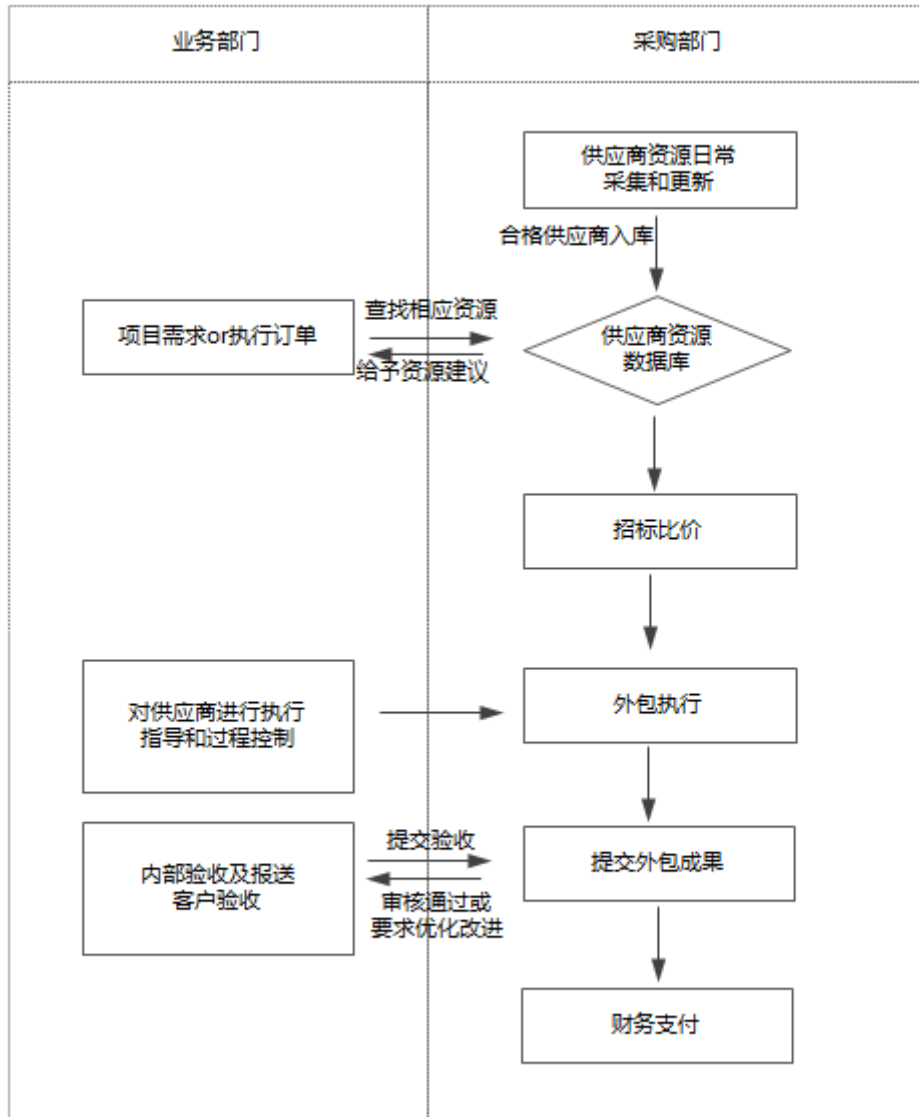 业务部门
采购部门
供应商资源日常
采集和更新
合格供应商入库
项目需求or执行订单
查找相应资源
给予资源建议
供应商资源
数据库
招标比价
对供应商进行执行
指导和过程控制
外包执行
内部验收及报送
客户验收
提交验收
审核通过或
要求优化改进
提交外包成果
财务支付